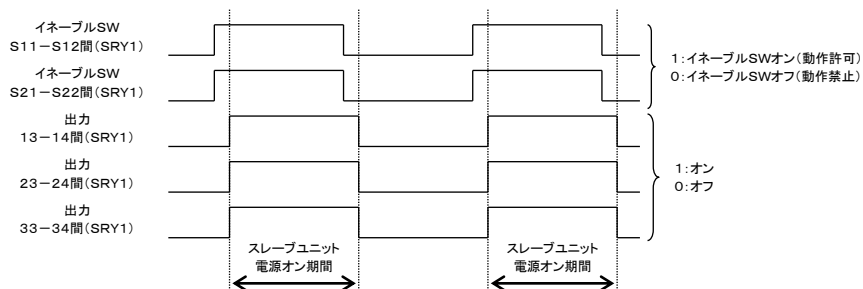 イネーブルSW
S11－S12間(SRY1)
イネーブルSW
S21－S22間(SRY1)
1:イネーブルSWオン(動作許可)
0:イネーブルSWオフ(動作禁止)
出力
13－14間(SRY1)
出力
23－24間(SRY1)
出力
33－34間(SRY1)
1:オン
0:オフ
スレーブユニット
電源オン期間
スレーブユニット
電源オン期間